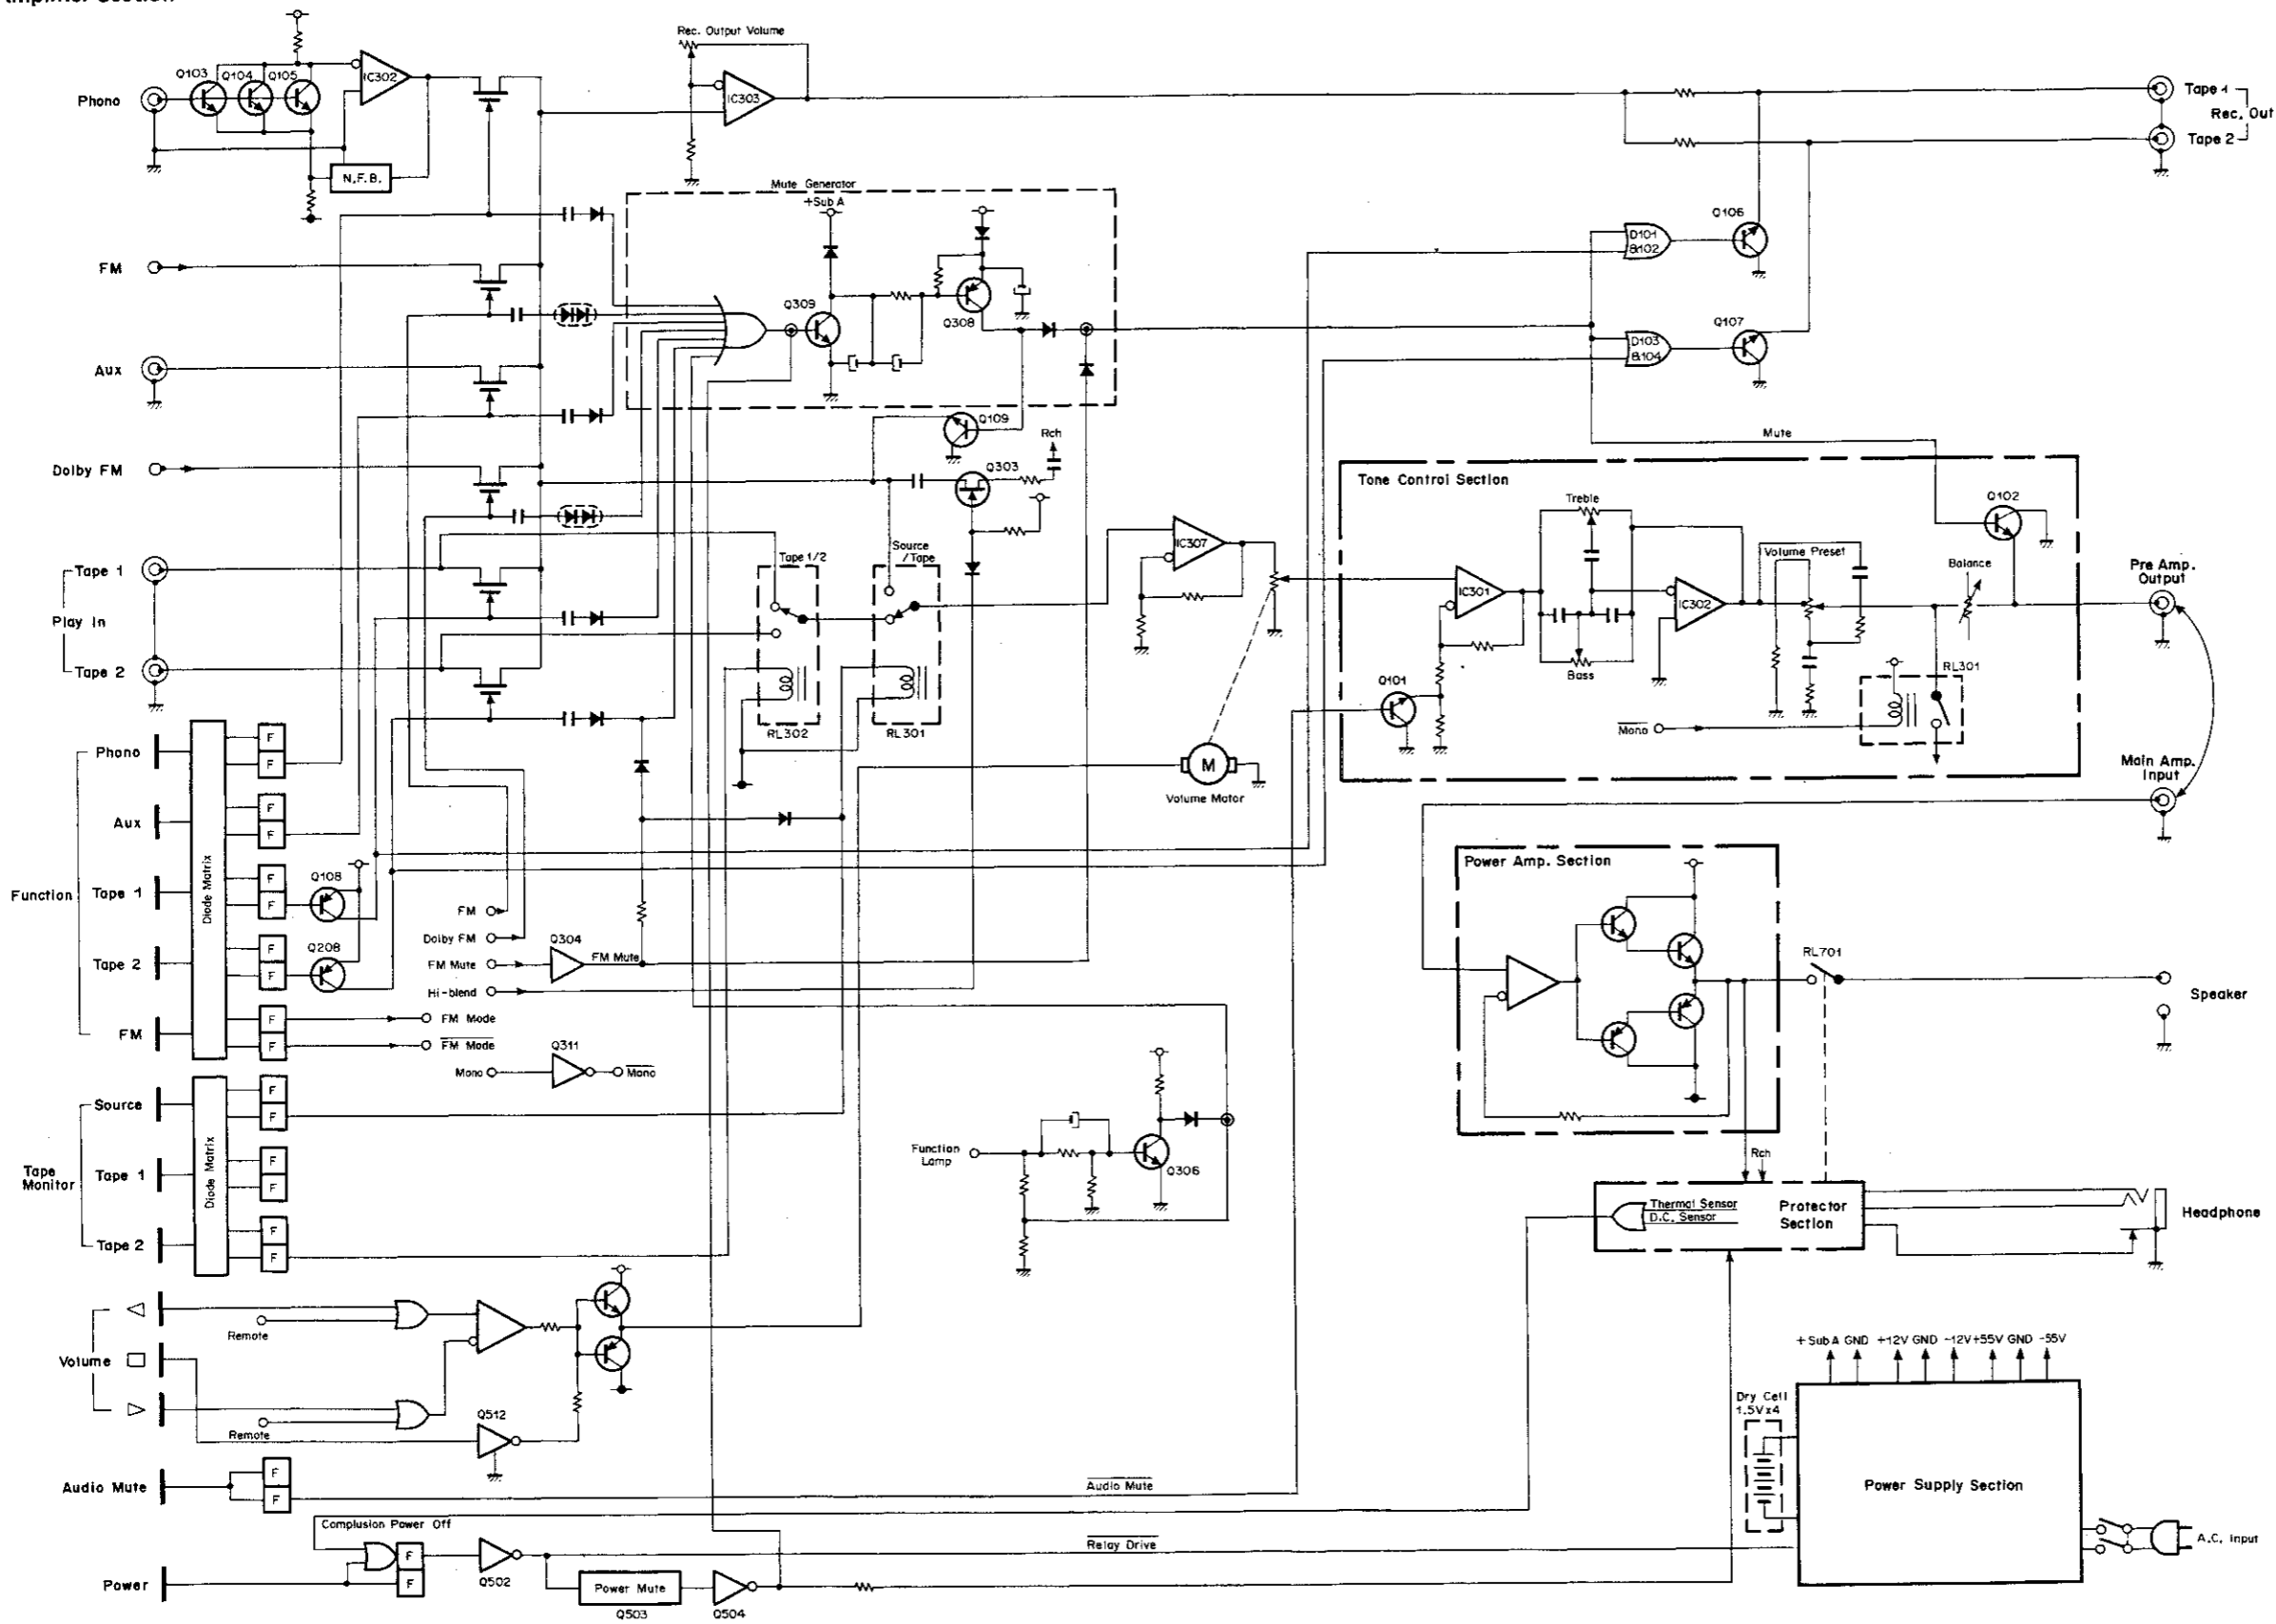 Rec. Output Volume
Q103
Q104
Q105
IC302
Phono
IC303
Tape 1
Rec. Out
Tape 2
N.F.B.
Mute Generator
+Sub A
Q106
D101
&102
FM
Q309
Q308
Q107
D103
&104
Aux
Q109
Rch
Mute
Q303
Dolby FM
Tone Control Section
Treble
Q102
Source
/Tape
Tape 1/2
IC307
Volume Preset
Balance
Pre Amp.
Output
Tape 1
Play In
Tape 2
IC301
IC302
Bass
RL301
Q101
Mono
RL302
RL301
M
Volume Motor
Main Amp.
Input
Function
Phono
Aux
Tape 1
Tape 2
FM
Diode Matrix
F
F
F
F
F
F
F
F
F
F
Q108
Q208
FM
Dolby FM
FM Mute
Hi-blend
Q304
FM Mute
FM Mode
FM Mode
Q311
Mono
Mono
Power Amp. Section
RL701
Speaker
Tape
Monitor
Source
Tape 1
Tape 2
Diode Matrix
F
F
F
F
F
F
Function
Lamp
Q306
Rch
Thermal Sensor
D.C. Sensor
Protector
Section
Headphone
Volume
Remote
Remote
Q512
+Sub A GND +12V GND -12V +55V GND -55V
Dry Cell
1.5Vx4
Power Supply Section
A.C. Input
Audio Mute
F
F
Audio Mute
Complusion Power Off
Power
F
F
Q502
Relay Drive
Power Mute
Q503
Q504